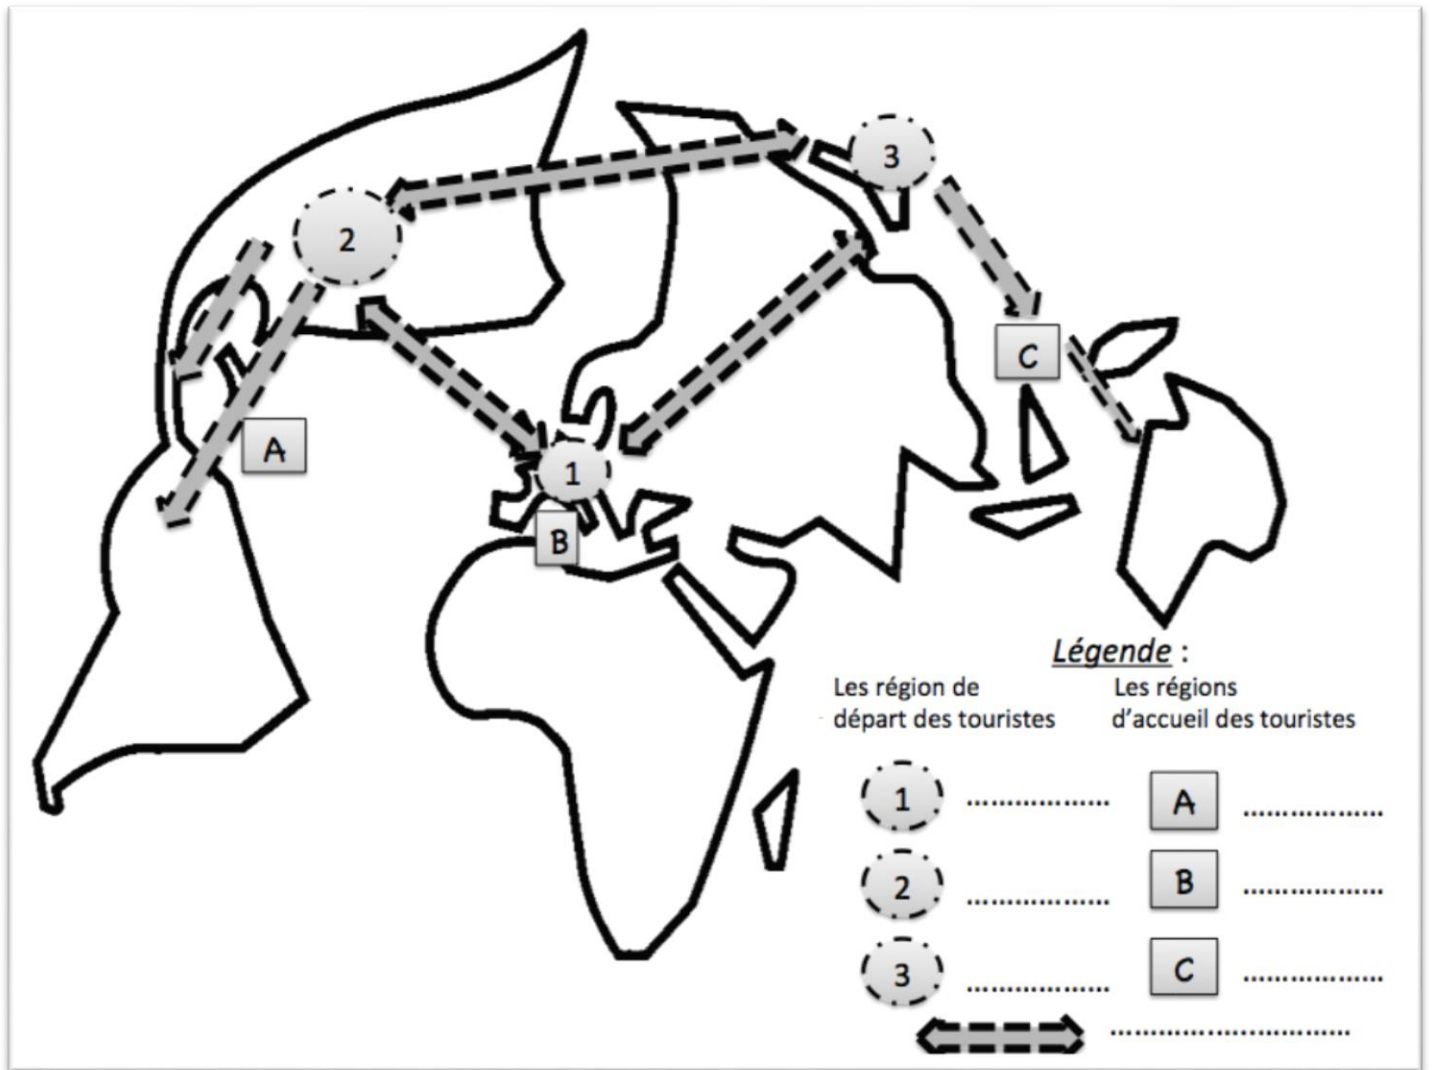 3
2
C
A
1
B
Légende :
Les région de
départ des touristes
Les régions
d'accueil des touristes
1 ....................
A ....................
2 ....................
B ....................
3 ....................
C ....................
..................................